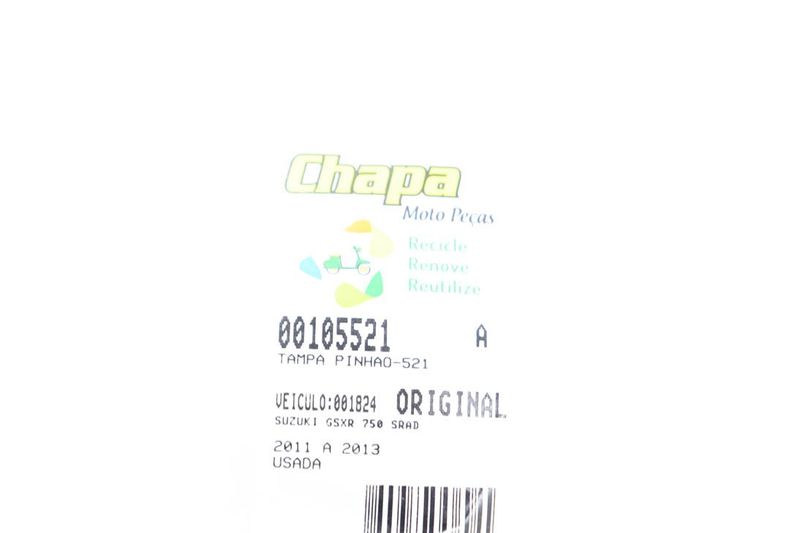 Chapa
Moto Peças
Recicle
Renove
Reutilize
00105521 A
TAMPA PINHAO-521
VEICULO:001824 ORIGINAL
SUZUKI GSXR 750 SRAD
2011 A 2013
USADA